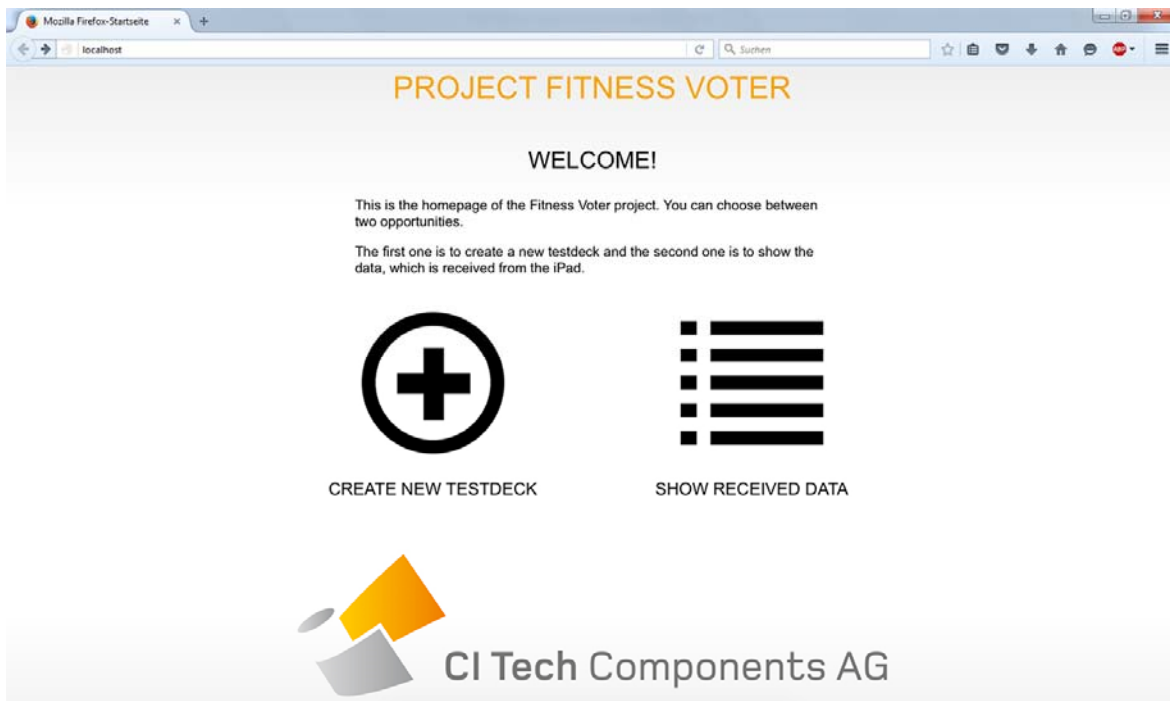 Mozilla Firefox-Startseite
localhost
Suchen
PROJECT FITNESS VOTER
WELCOME!
This is the homepage of the Fitness Voter project. You can choose between
two opportunities.
The first one is to create a new testdeck and the second one is to show the
data, which is received from the iPad.
CREATE NEW TESTDECK
SHOW RECEIVED DATA
CI Tech Components AG